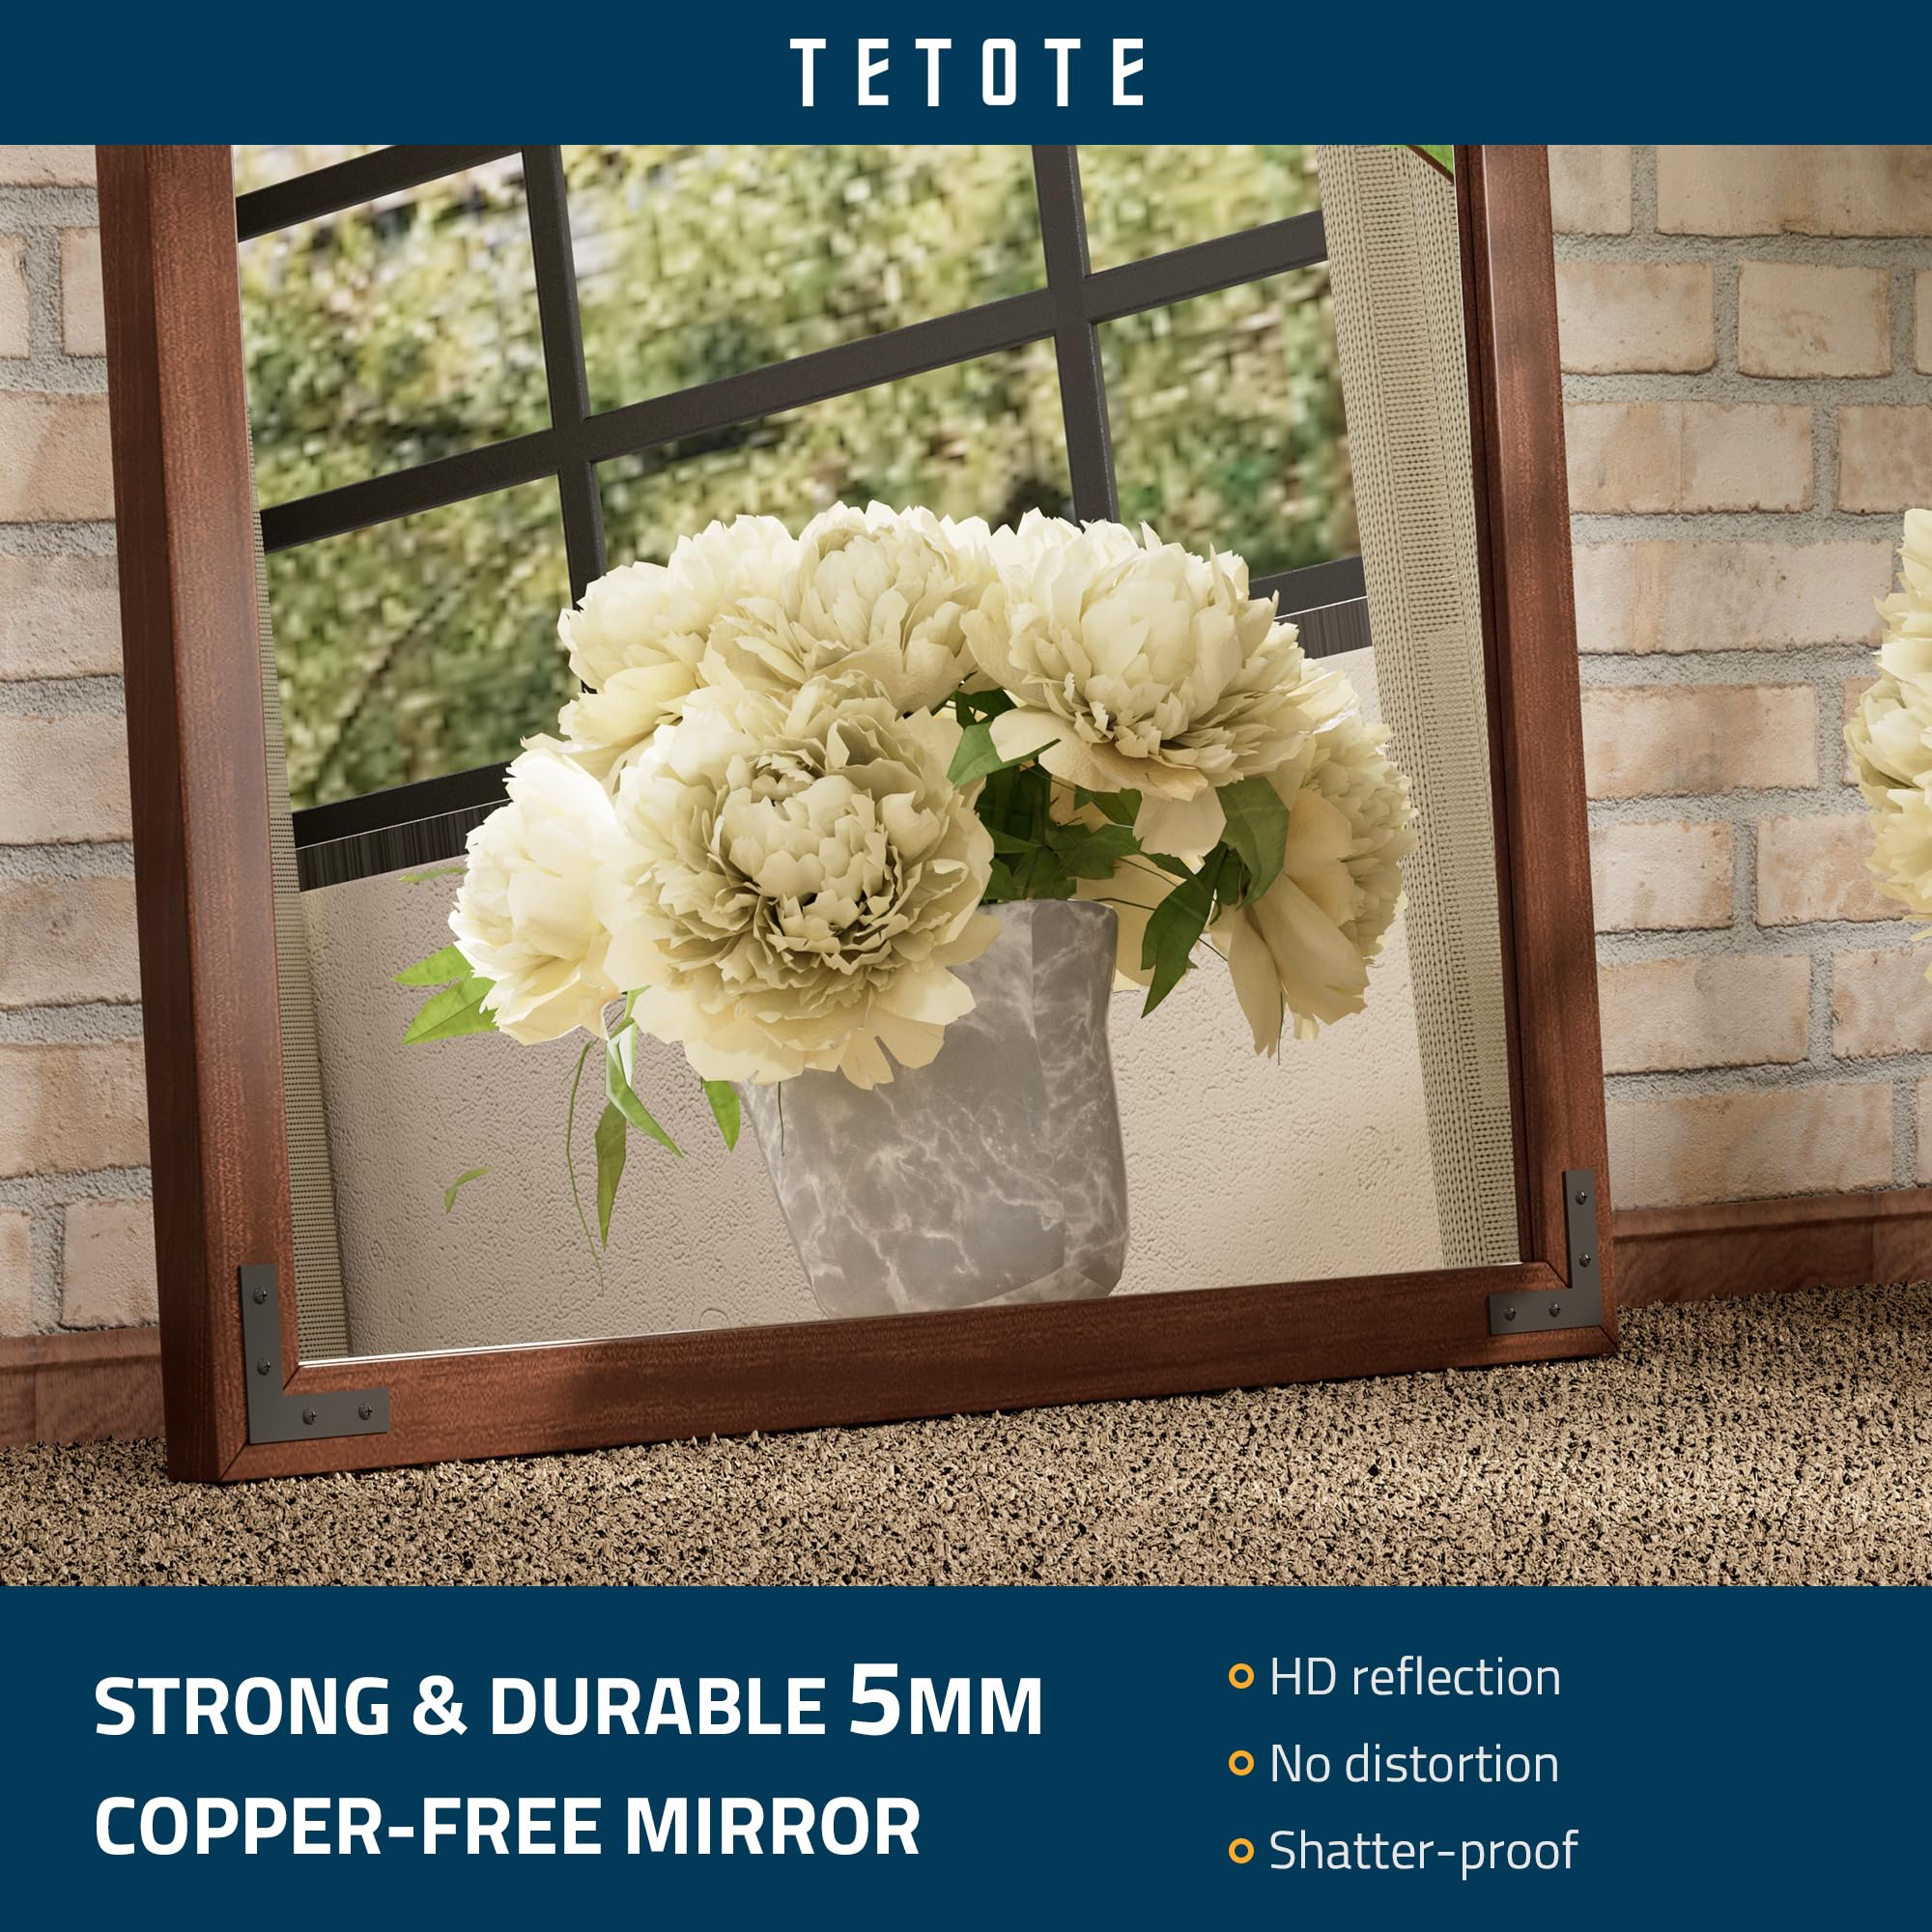 TETOTE
STRONG & DURABLE 5MM
COPPER-FREE MIRROR
HD reflection
No distortion
Shatter-proof